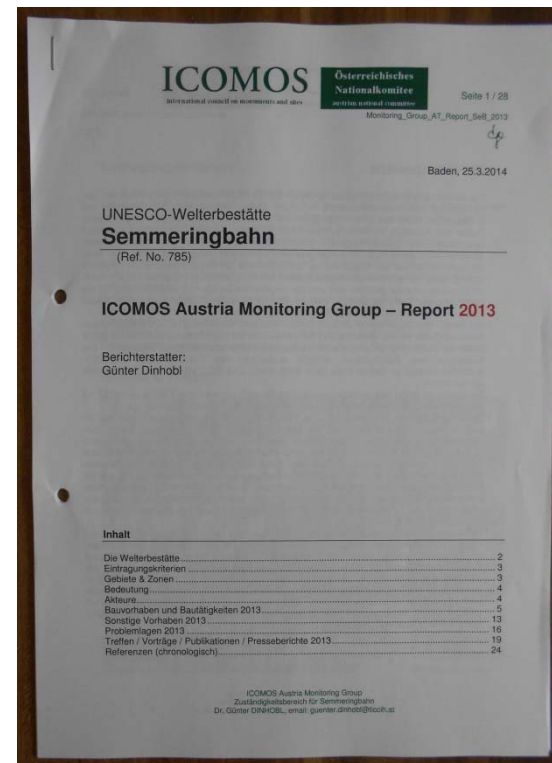 ICOMOS
international council on monuments and sites
Österreichisches
Nationalkomitee
austrian national committee
Seite 1 / 28
Monitoring_Group_AT_Report_SeB_2013
Baden, 25.3.2014
UNESCO-Welterbestätte
Semmeringbahn
(Ref. No. 785)
ICOMOS Austria Monitoring Group – Report 2013
Berichterstatter:
Günter Dinhobl
Inhalt
Die Welterbestätte 2
Eintragungskriterien 3
Gebiete & Zonen 3
Bedeutung 4
Akteure 4
Bauvorhaben und Bautätigkeiten 2013 5
Sonstige Vorhaben 2013 13
Problemlagen 2013 16
Treffen / Vorträge / Publikationen / Presseberichte 2013 19
Referenzen (chronologisch) 24
ICOMOS Austria Monitoring Group
Zuständigkeitsbereich für Semmeringbahn
Dr. Günter DINHOBL, email: guenter.dinhobl@ticcih.at